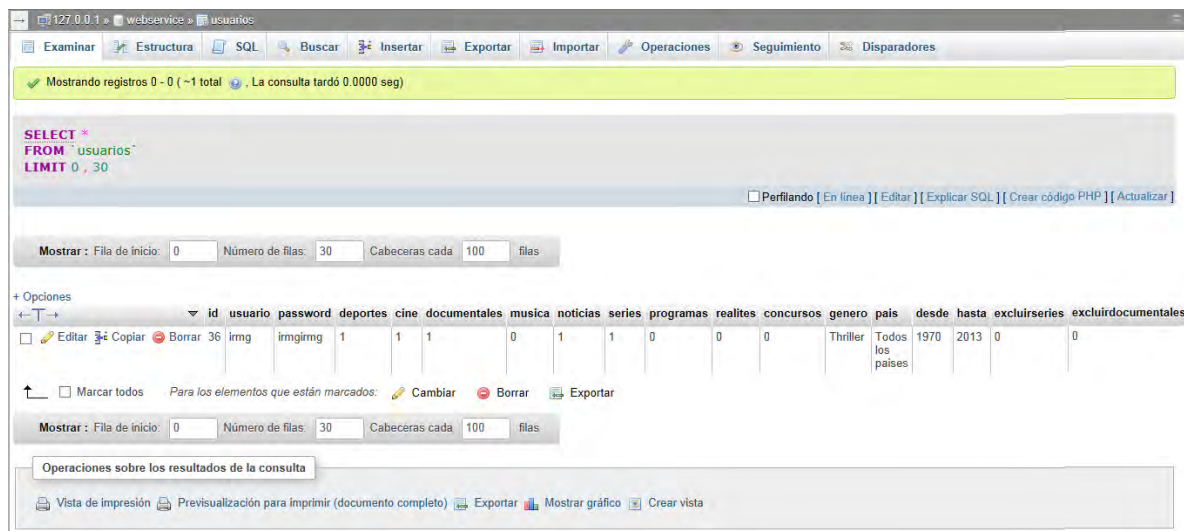 127.0.0.1 » webservice » usuarios
Examinar Estructura SQL Buscar Insertar Exportar Importar Operaciones Seguimiento Disparadores
Mostrando registros 0 - 0 ( ~1 total , La consulta tardó 0.0000 seg)
SELECT *
FROM `usuarios`
LIMIT 0 , 30
Perfilando [ En línea ] [ Editar ] [ Explicar SQL ] [ Crear código PHP ] [ Actualizar ]
Mostrar : Fila de inicio: 0 Número de filas: 30 Cabeceras cada 100 filas
+ Opciones
←T→ id usuario password deportes cine documentales musica noticias series programas realites concursos genero pais desde hasta excluirseries excluirdocumentales
Editar Copiar Borrar 36 irmg irmgirmg 1 1 1 0 1 1 0 0 0 Thriller Todos los paises 1970 2013 0 0
Marcar todos Para los elementos que están marcados: Cambiar Borrar Exportar
Mostrar : Fila de inicio: 0 Número de filas: 30 Cabeceras cada 100 filas
Operaciones sobre los resultados de la consulta
Vista de impresión Previsualización para imprimir (documento completo) Exportar Mostrar gráfico Crear vista